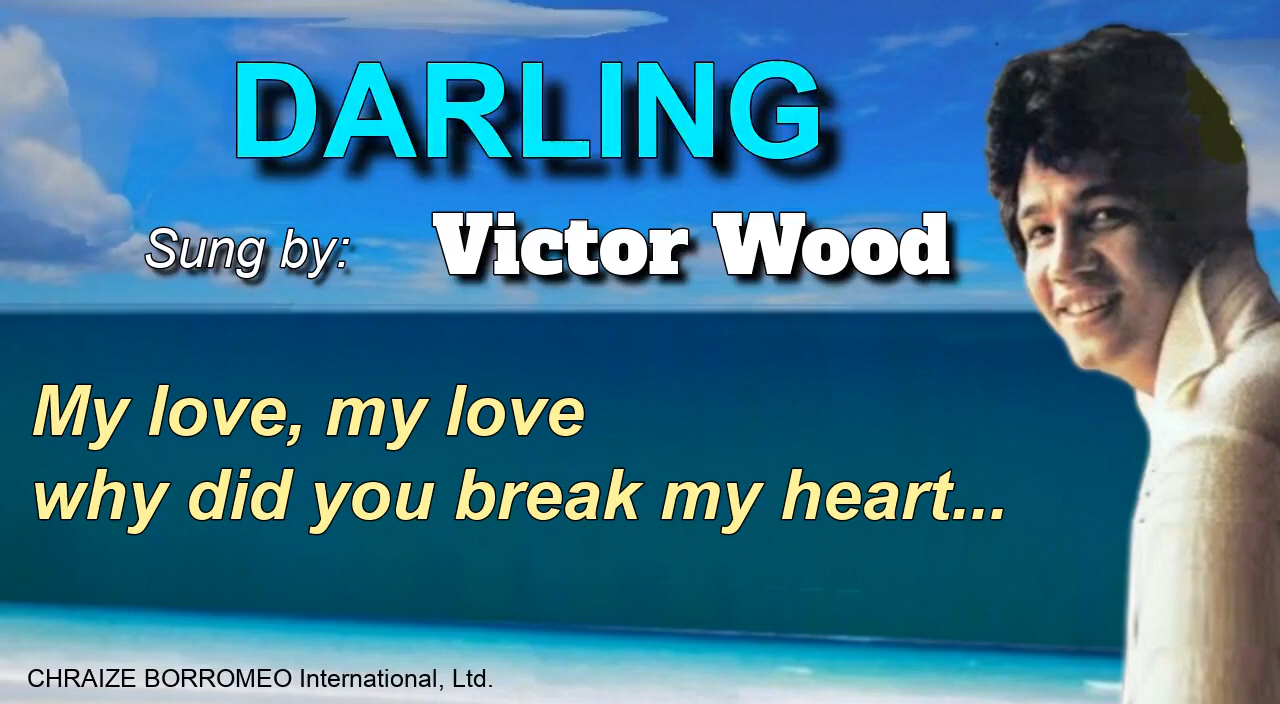 DARLING
Sung by: Victor Wood
My love, my love
why did you break my heart...
CHRAIZE BORROMEO International, Ltd.